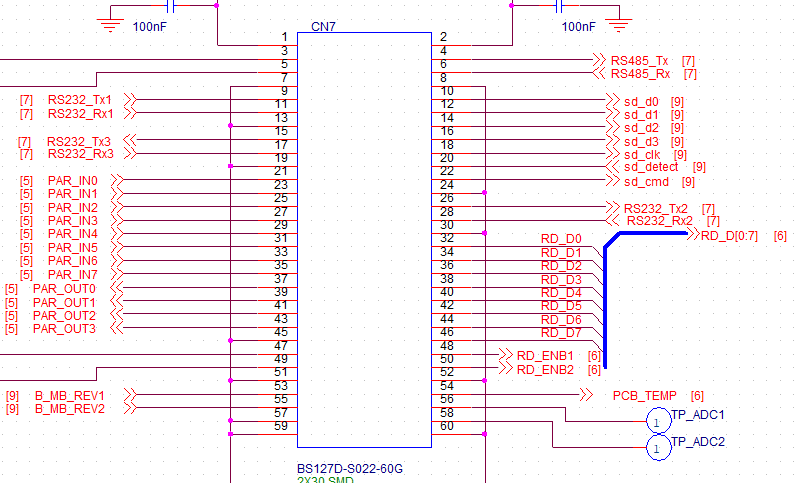 CN7
100nF
100nF
1
2
3
4
5
6
RS485_Tx [7]
7
8
RS485_Rx [7]
9
10
[7] RS232_Tx1
11
12
sd_d0 [9]
[7] RS232_Rx1
13
14
sd_d1 [9]
15
16
sd_d2 [9]
[7] RS232_Tx3
17
18
sd_d3 [9]
[7] RS232_Rx3
19
20
sd_clk [9]
21
22
sd_detect [9]
[5] PAR_IN0
23
24
sd_cmd [9]
[5] PAR_IN1
25
26
[5] PAR_IN2
27
28
RS232_Tx2 [7]
[5] PAR_IN3
29
30
RS232_Rx2 [7]
[5] PAR_IN4
31
32
RD_D0
RD_D[0:7] [6]
[5] PAR_IN5
33
34
RD_D1
[5] PAR_IN6
35
36
RD_D2
[5] PAR_IN7
37
38
RD_D3
[5] PAR_OUT0
39
40
RD_D4
[5] PAR_OUT1
41
42
RD_D5
[5] PAR_OUT2
43
44
RD_D6
[5] PAR_OUT3
45
46
RD_D7
47
48
49
50
RD_ENB1 [6]
51
52
RD_ENB2 [6]
53
54
[9] B_MB_REV1
55
56
PCB_TEMP [6]
[9] B_MB_REV2
57
58
1 TP_ADC1
59
60
1 TP_ADC2
BS127D-S022-60G
2X30 SMD